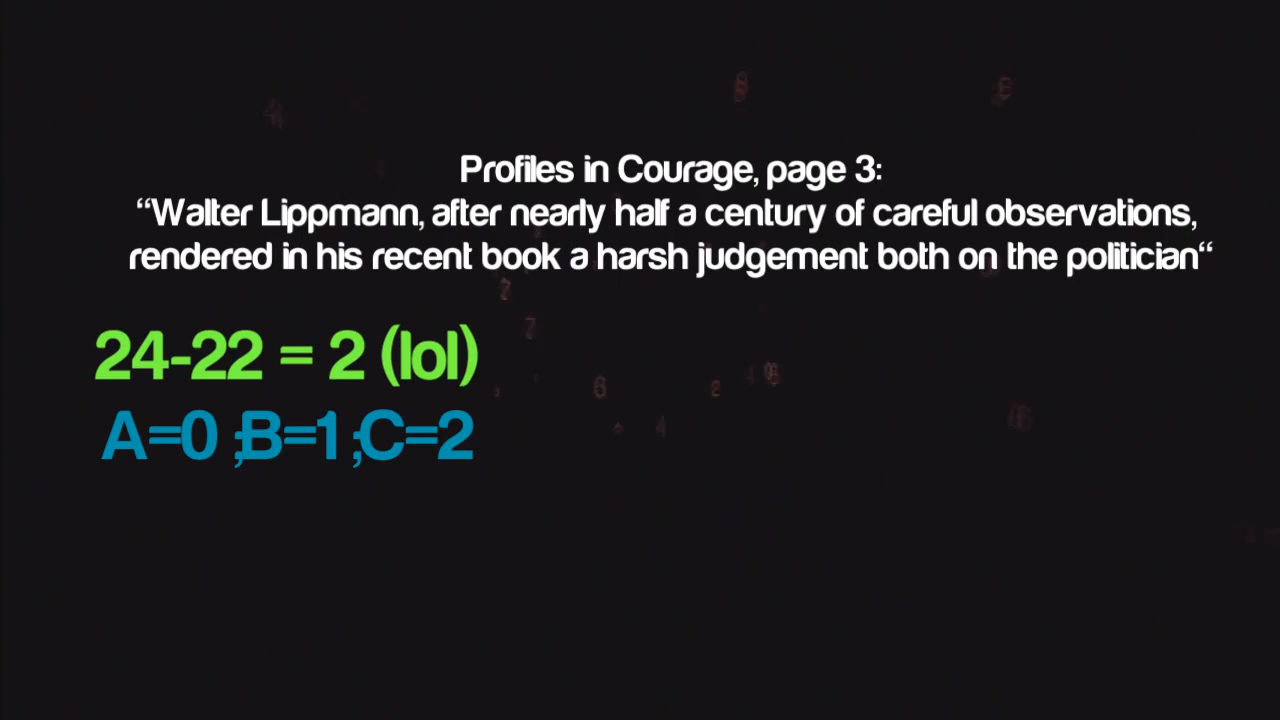 Profiles in Courage, page 3:
“Walter Lippmann, after nearly half a century of careful observations,
rendered in his recent book a harsh judgement both on the politician“
24-22 = 2 (lol)
A=0 ;B=1 ;C=2